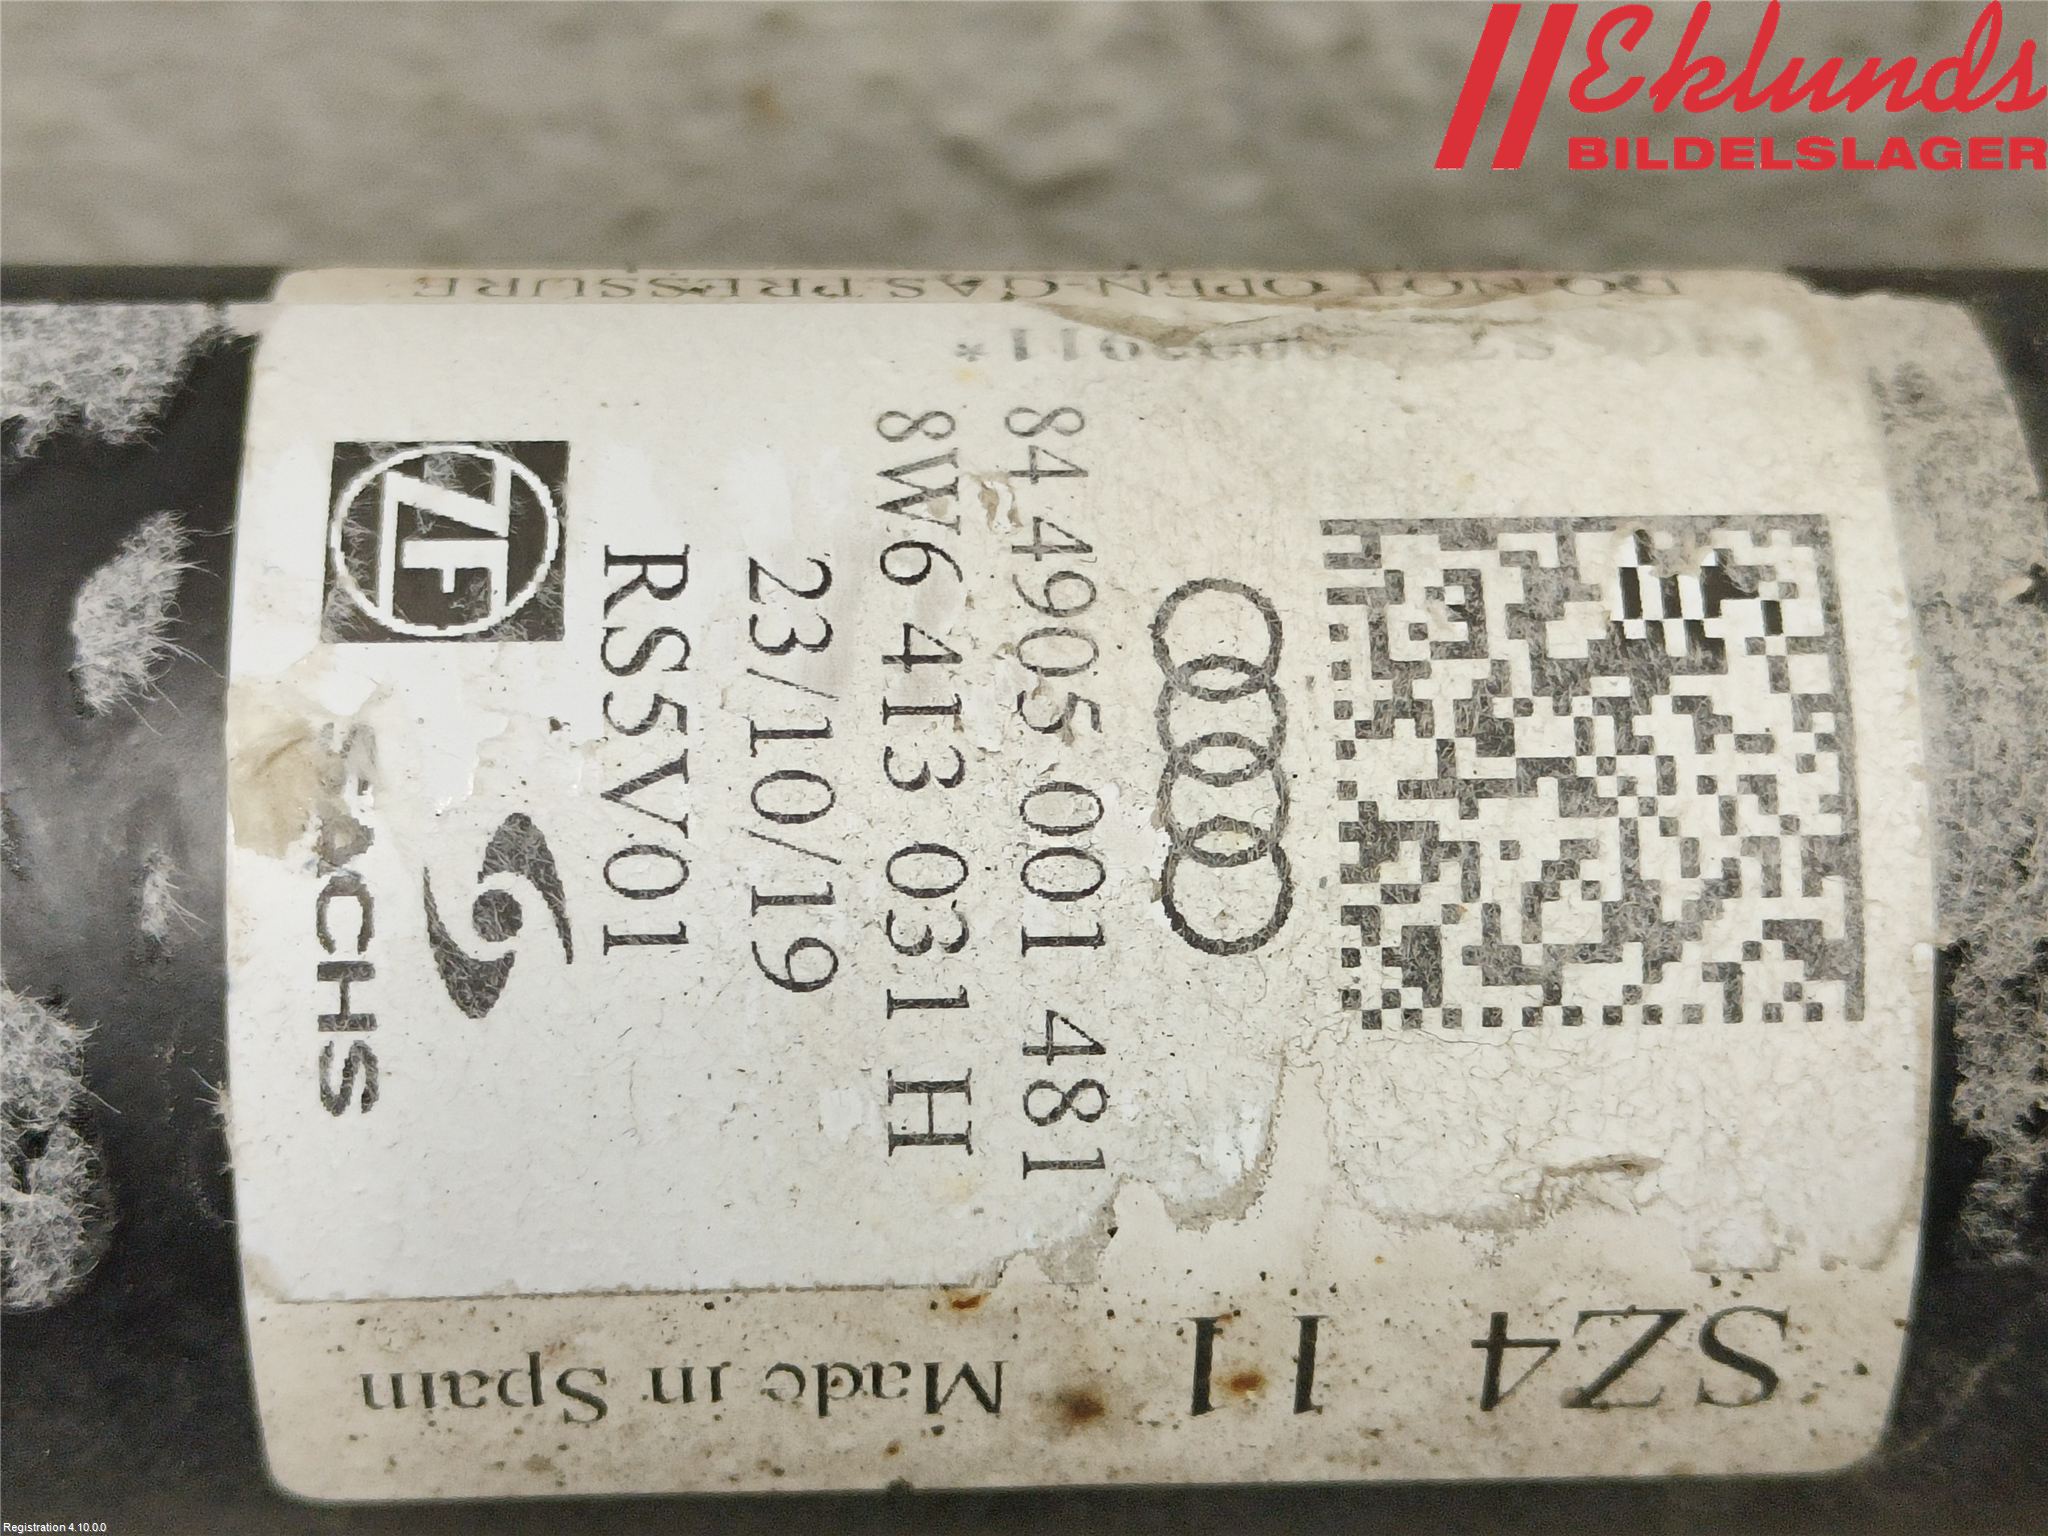 Eklunds
BILDELSLAGER
DO NOT OPEN-GAS PRESSURE
84 4905 001 481
8W6 413 031 H
23/10/19
RS5V01
ZF
SACHS
SZ4 11
Made in Spain
Registration 4.10.0.0